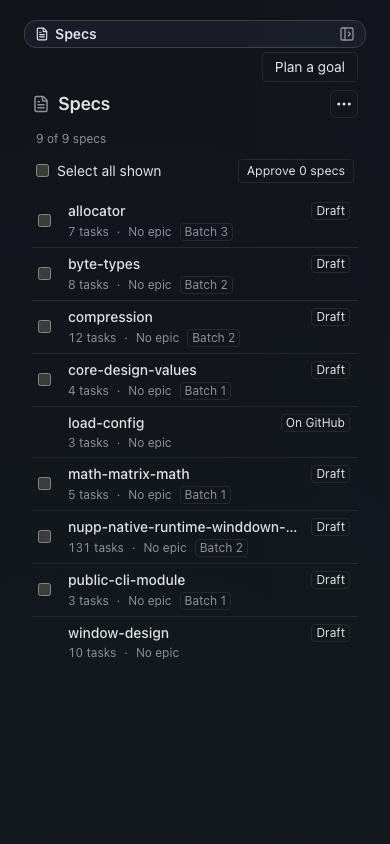 Specs
Plan a goal
Specs
9 of 9 specs
Select all shown
Approve 0 specs
allocator
Draft
7 tasks · No epic Batch 3
byte-types
Draft
8 tasks · No epic Batch 2
compression
Draft
12 tasks · No epic Batch 2
core-design-values
Draft
4 tasks · No epic Batch 1
load-config
On GitHub
3 tasks · No epic
math-matrix-math
Draft
5 tasks · No epic Batch 1
nupp-native-runtime-winddown-...
Draft
131 tasks · No epic Batch 2
public-cli-module
Draft
3 tasks · No epic Batch 1
window-design
Draft
10 tasks · No epic